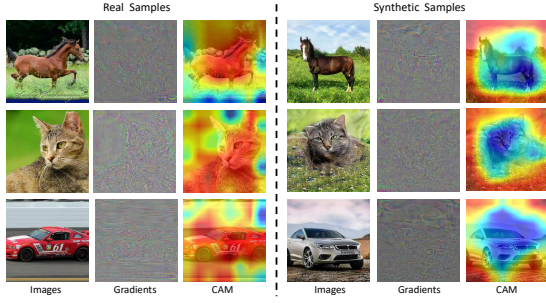 Real Samples
Synthetic Samples
61
Images
Gradients
CAM
Images
Gradients
CAM